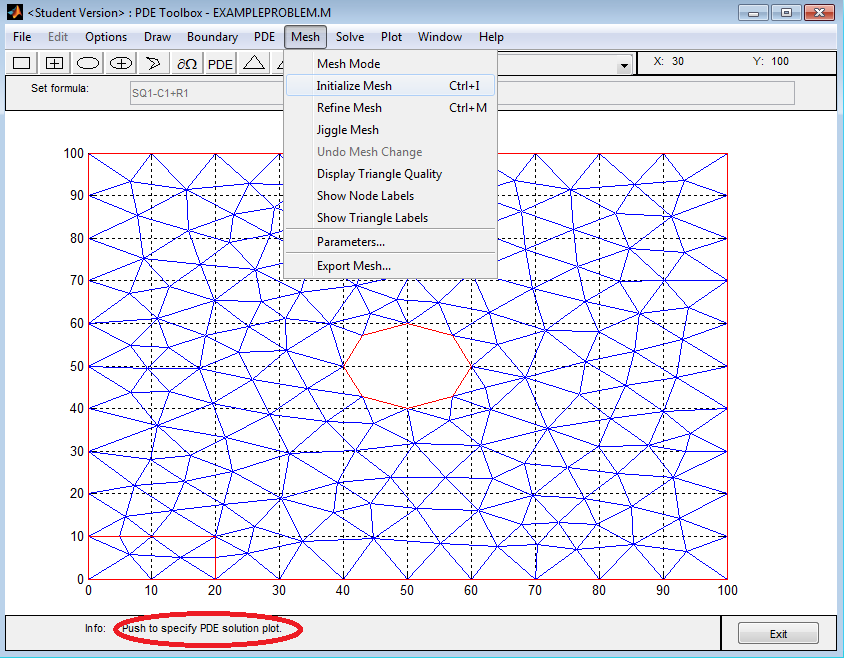 <Student Version> : PDE Toolbox - EXAMPLEPROBLEM.M
File Edit Options Draw Boundary PDE Mesh Solve Plot Window Help
∂Ω PDE X: 30 Y: 100
Set formula: SQ1-C1+R1
Mesh Mode
Initialize Mesh Ctrl+I
Refine Mesh Ctrl+M
Jiggle Mesh
Undo Mesh Change
Display Triangle Quality
Show Node Labels
Show Triangle Labels
Parameters...
Export Mesh...
100
90
80
70
60
50
40
30
20
10
0
0 10 20 30 40 50 60 70 80 90 100
Info: Push to specify PDE solution plot.
Exit